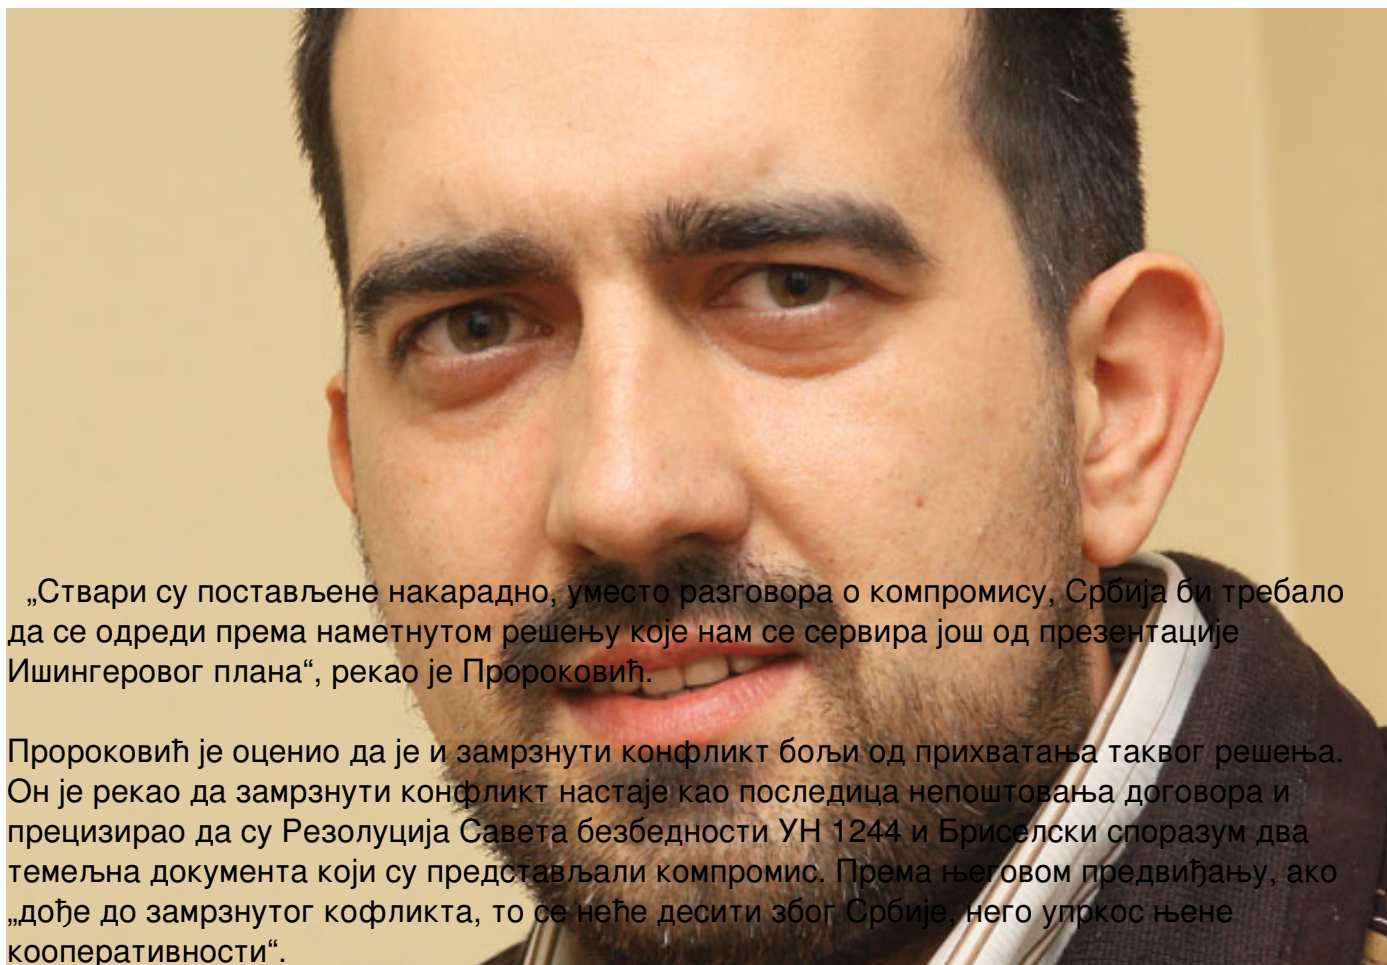 „Ствари су постављене накарадно, уместо разговора о компромису, Србија би требало
да се одреди према наметнутом решењу које нам се сервира још од презентације
Ишингеровог плана“, рекао је Пророковић.
Пророковић је оценио да је и замрзнути конфликт бољи од прихватања таквог решења.
Он је рекао да замрзнути конфликт настаје као последица непоштовања договора и
прецизирао да су Резолуција Савета безбедности УН 1244 и Бриселски споразум два
темељна документа који су представљали компромис. Према његовом предвиђању, ако
„дође до замрзнутог кофликта, то се неће десити због Србије, него упркос њене
кооперативности“.